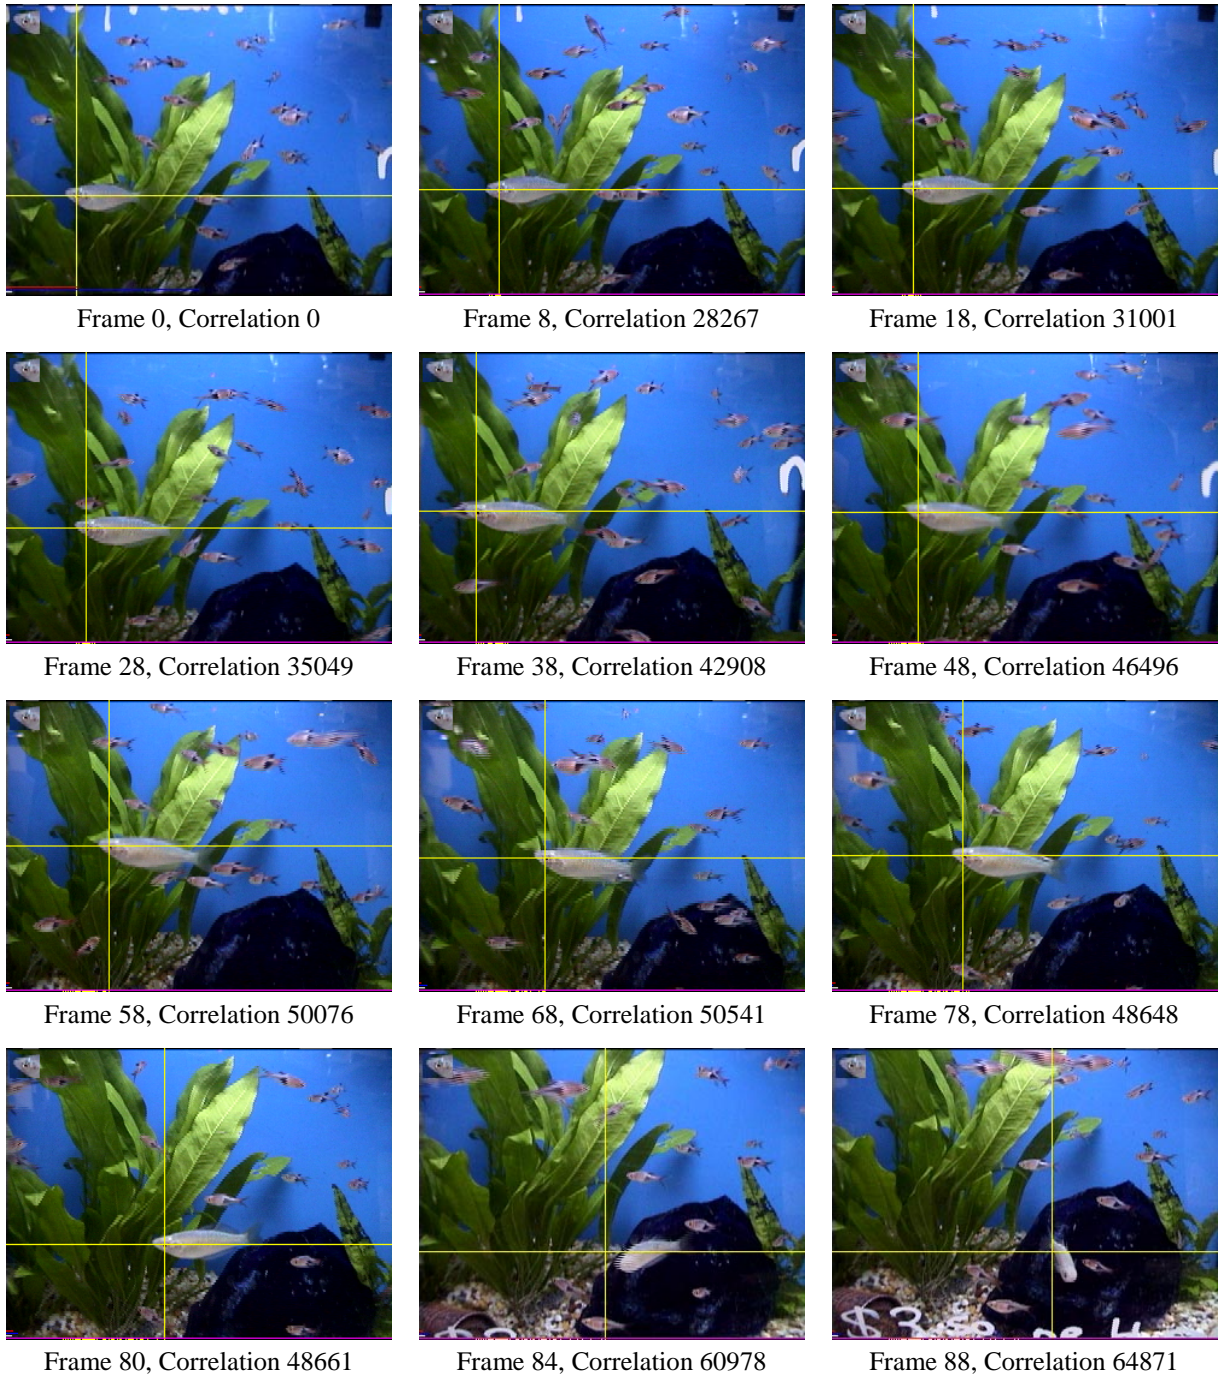 Frame 0, Correlation 0
Frame 8, Correlation 28267
Frame 18, Correlation 31001
Frame 28, Correlation 35049
Frame 38, Correlation 42908
Frame 48, Correlation 46496
Frame 58, Correlation 50076
Frame 68, Correlation 50541
Frame 78, Correlation 48648
$3
Frame 80, Correlation 48661
Frame 84, Correlation 60978
Frame 88, Correlation 64871